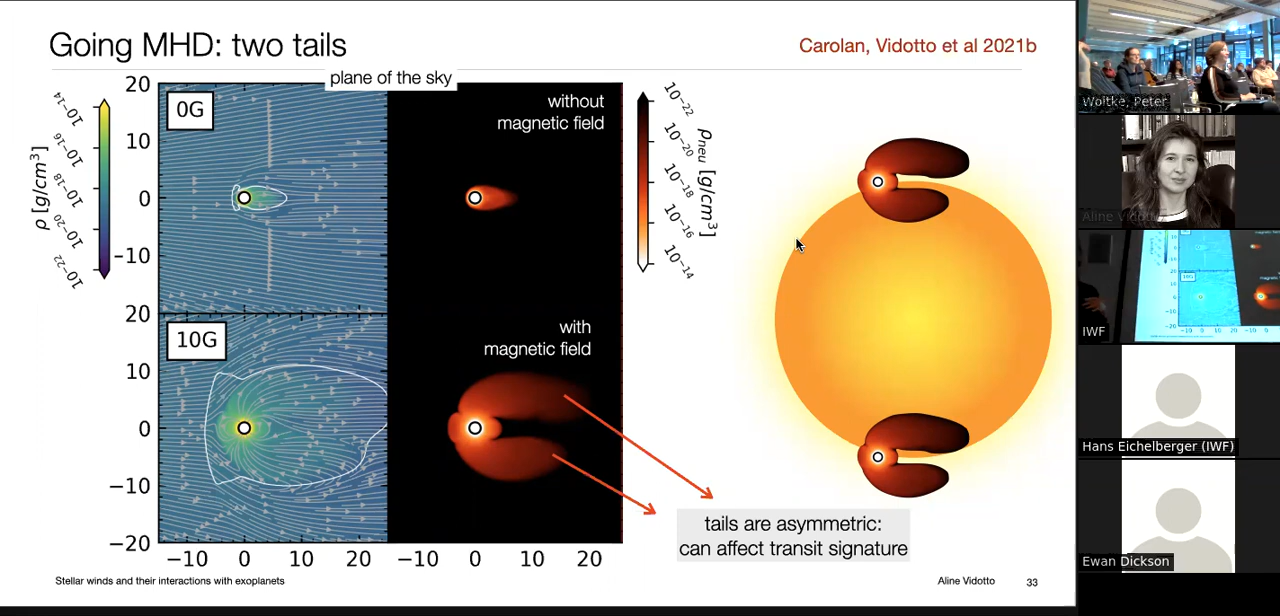 Going MHD: two tails
Carolan, Vidotto et al 2021b
plane of the sky
20
0G
without
magnetic field
10
0
−10
20
10G
with
magnetic field
10
0
−10
−20
−10 0 10 20 −10 0 10 20
ρ [g/cm³]
10⁻¹⁴
10⁻¹⁶
10⁻¹⁸
10⁻²⁰
10⁻²²
ρneu [g/cm³]
10⁻²²
10⁻²⁰
10⁻¹⁸
10⁻¹⁶
10⁻¹⁴
tails are asymmetric:
can affect transit signature
Stellar winds and their interactions with exoplanets
Aline Vidotto 33
Woitke, Peter
Aline Vidotto
IWF
Hans Eichelberger (IWF)
Ewan Dickson